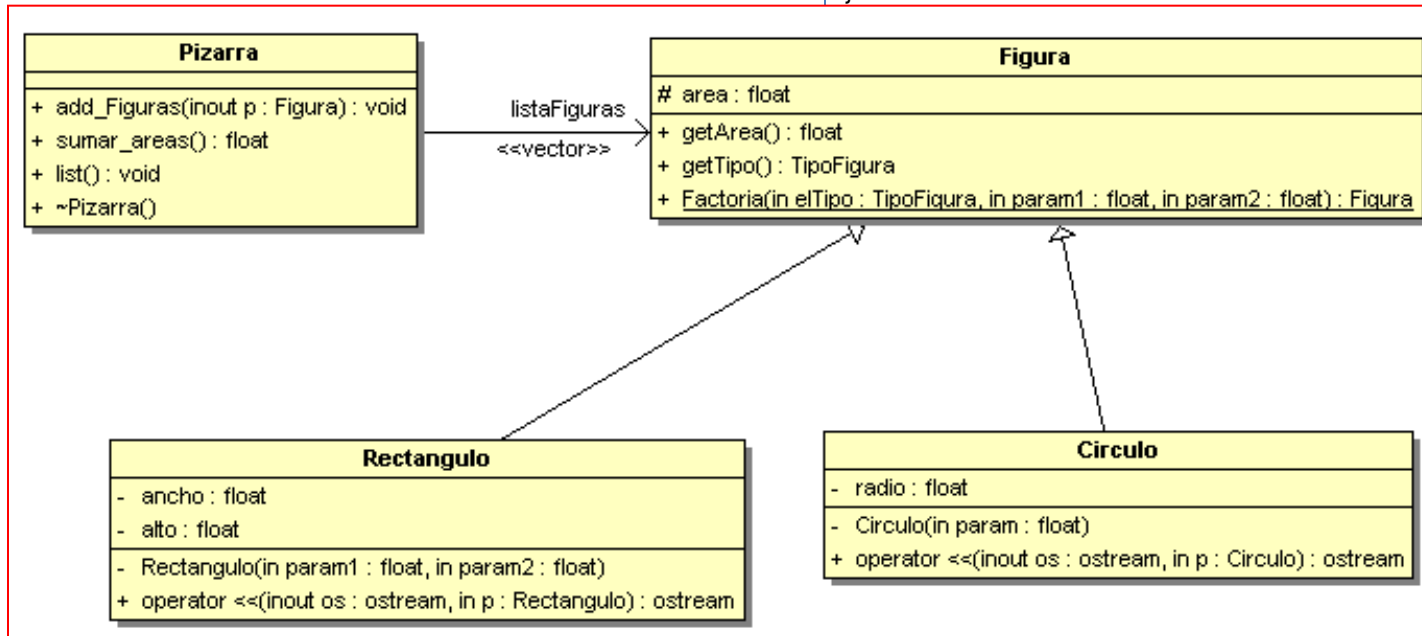 Pizarra
+ add_Figuras(inout p : Figura) : void
+ sumar_areas() : float
+ list() : void
+ ~Pizarra()
listaFiguras
<<vector>>
Figura
# area : float
+ getArea() : float
+ getTipo() : TipoFigura
+ Factoria(in elTipo : TipoFigura, in param1 : float, in param2 : float) : Figura
Rectangulo
- ancho : float
- alto : float
- Rectangulo(in param1 : float, in param2 : float)
+ operator <<(inout os : ostream, in p : Rectangulo) : ostream
Circulo
- radio : float
- Circulo(in param : float)
+ operator <<(inout os : ostream, in p : Circulo) : ostream